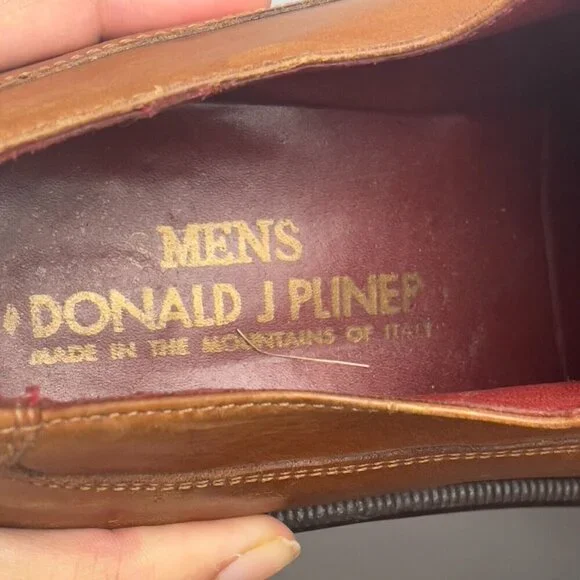 MENS
DONALD J PLINER
MADE IN THE MOUNTAINS OF ITALY